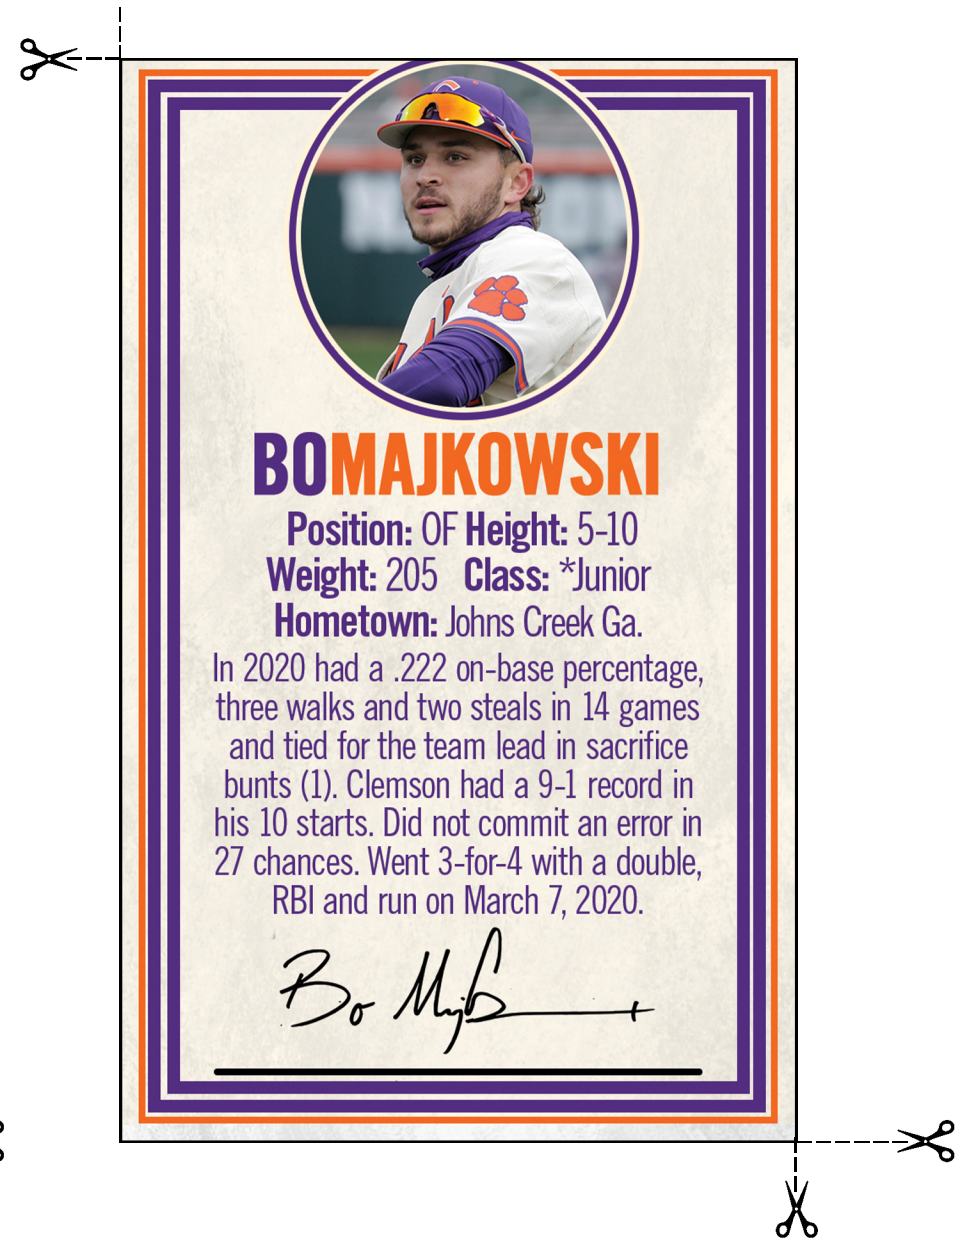 BOMAJKOWSKI
Position: OF Height: 5-10
Weight: 205 Class: *Junior
Hometown: Johns Creek Ga.
In 2020 had a .222 on-base percentage,
three walks and two steals in 14 games
and tied for the team lead in sacrifice
bunts (1). Clemson had a 9-1 record in
his 10 starts. Did not commit an error in
27 chances. Went 3-for-4 with a double,
RBI and run on March 7, 2020.
Bo